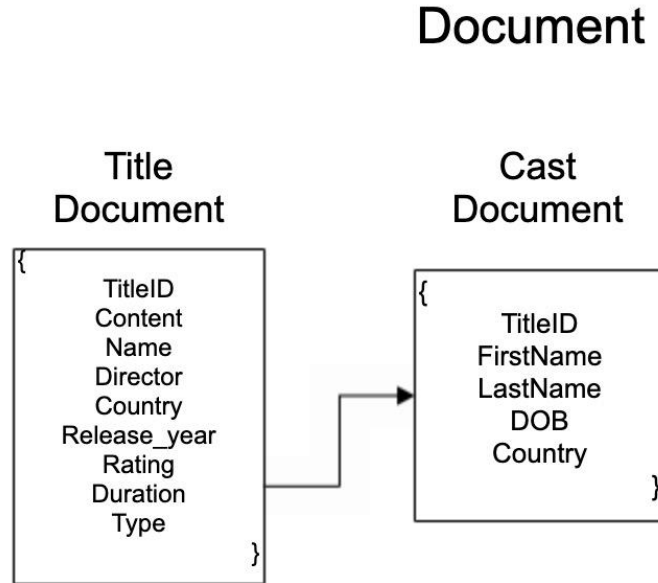 Document
Title
Document
{
TitleID
Content
Name
Director
Country
Release_year
Rating
Duration
Type
}
Cast
Document
{
TitleID
FirstName
LastName
DOB
Country
}